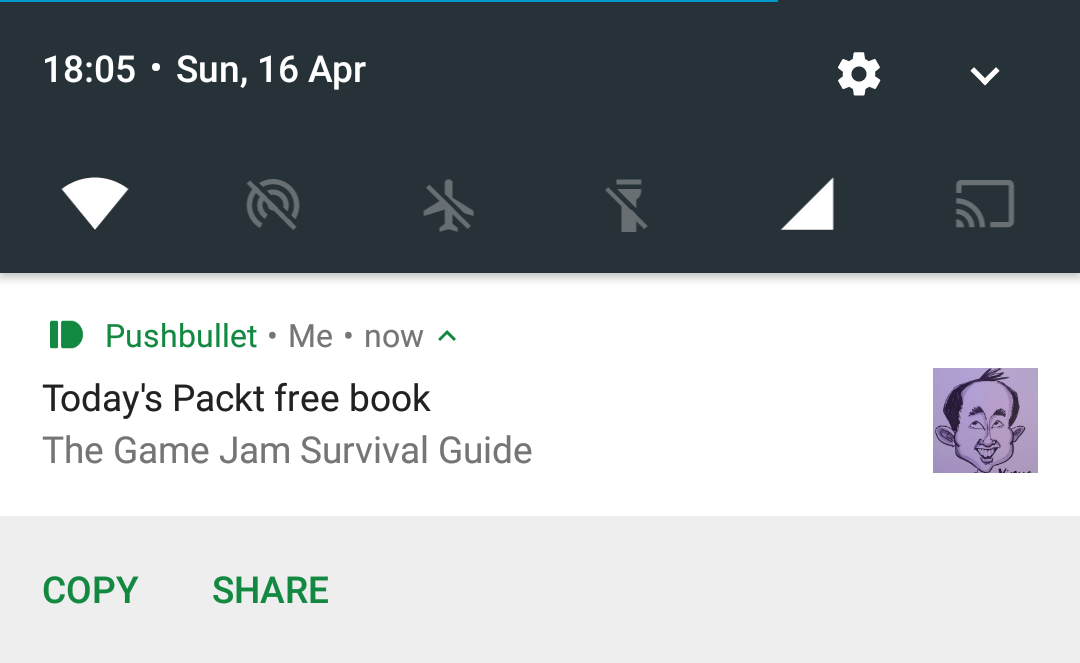 18:05 • Sun, 16 Apr
Pushbullet • Me • now
Today's Packt free book
The Game Jam Survival Guide
COPY SHARE